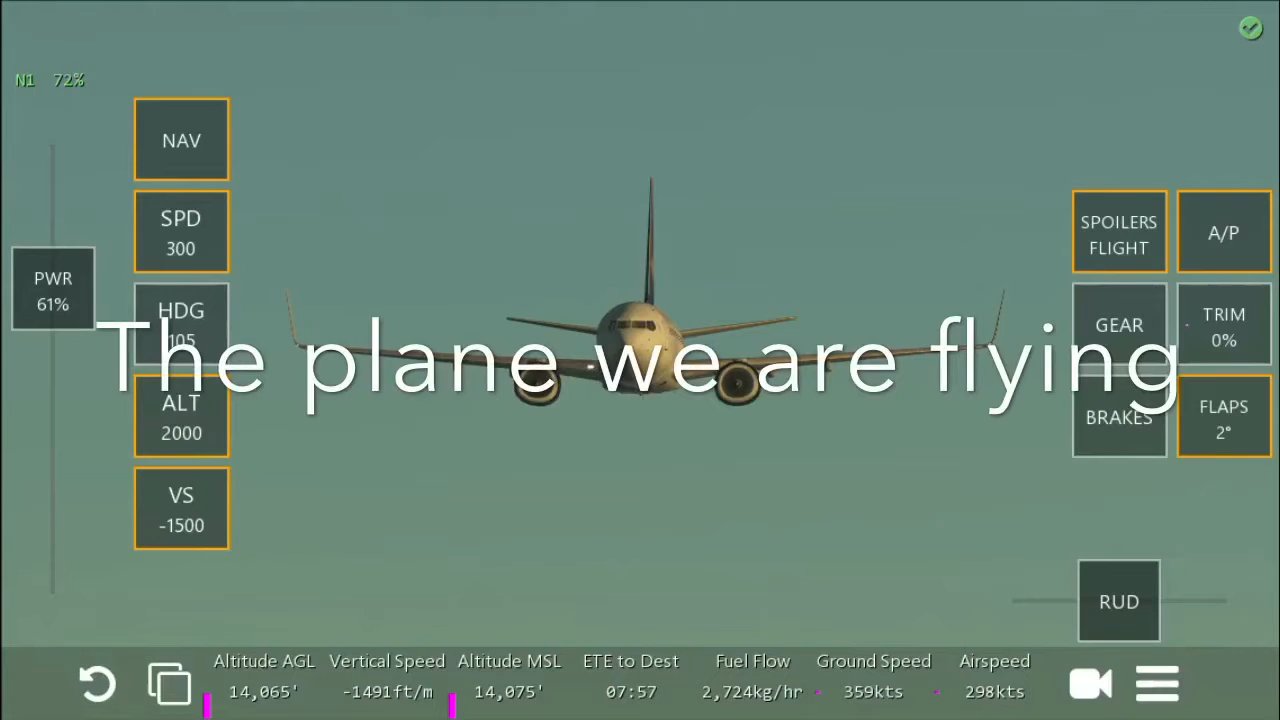 N1 72%
NAV
SPD
300
PWR
61%
HDG
105
ALT
2000
VS
-1500
The plane we are flying
SPOILERS
FLIGHT
A/P
GEAR
TRIM
0%
BRAKES
FLAPS
2°
RUD
Altitude AGL Vertical Speed Altitude MSL ETE to Dest Fuel Flow Ground Speed Airspeed
14,065' -1491ft/m 14,075' 07:57 2,724kg/hr 359kts 298kts